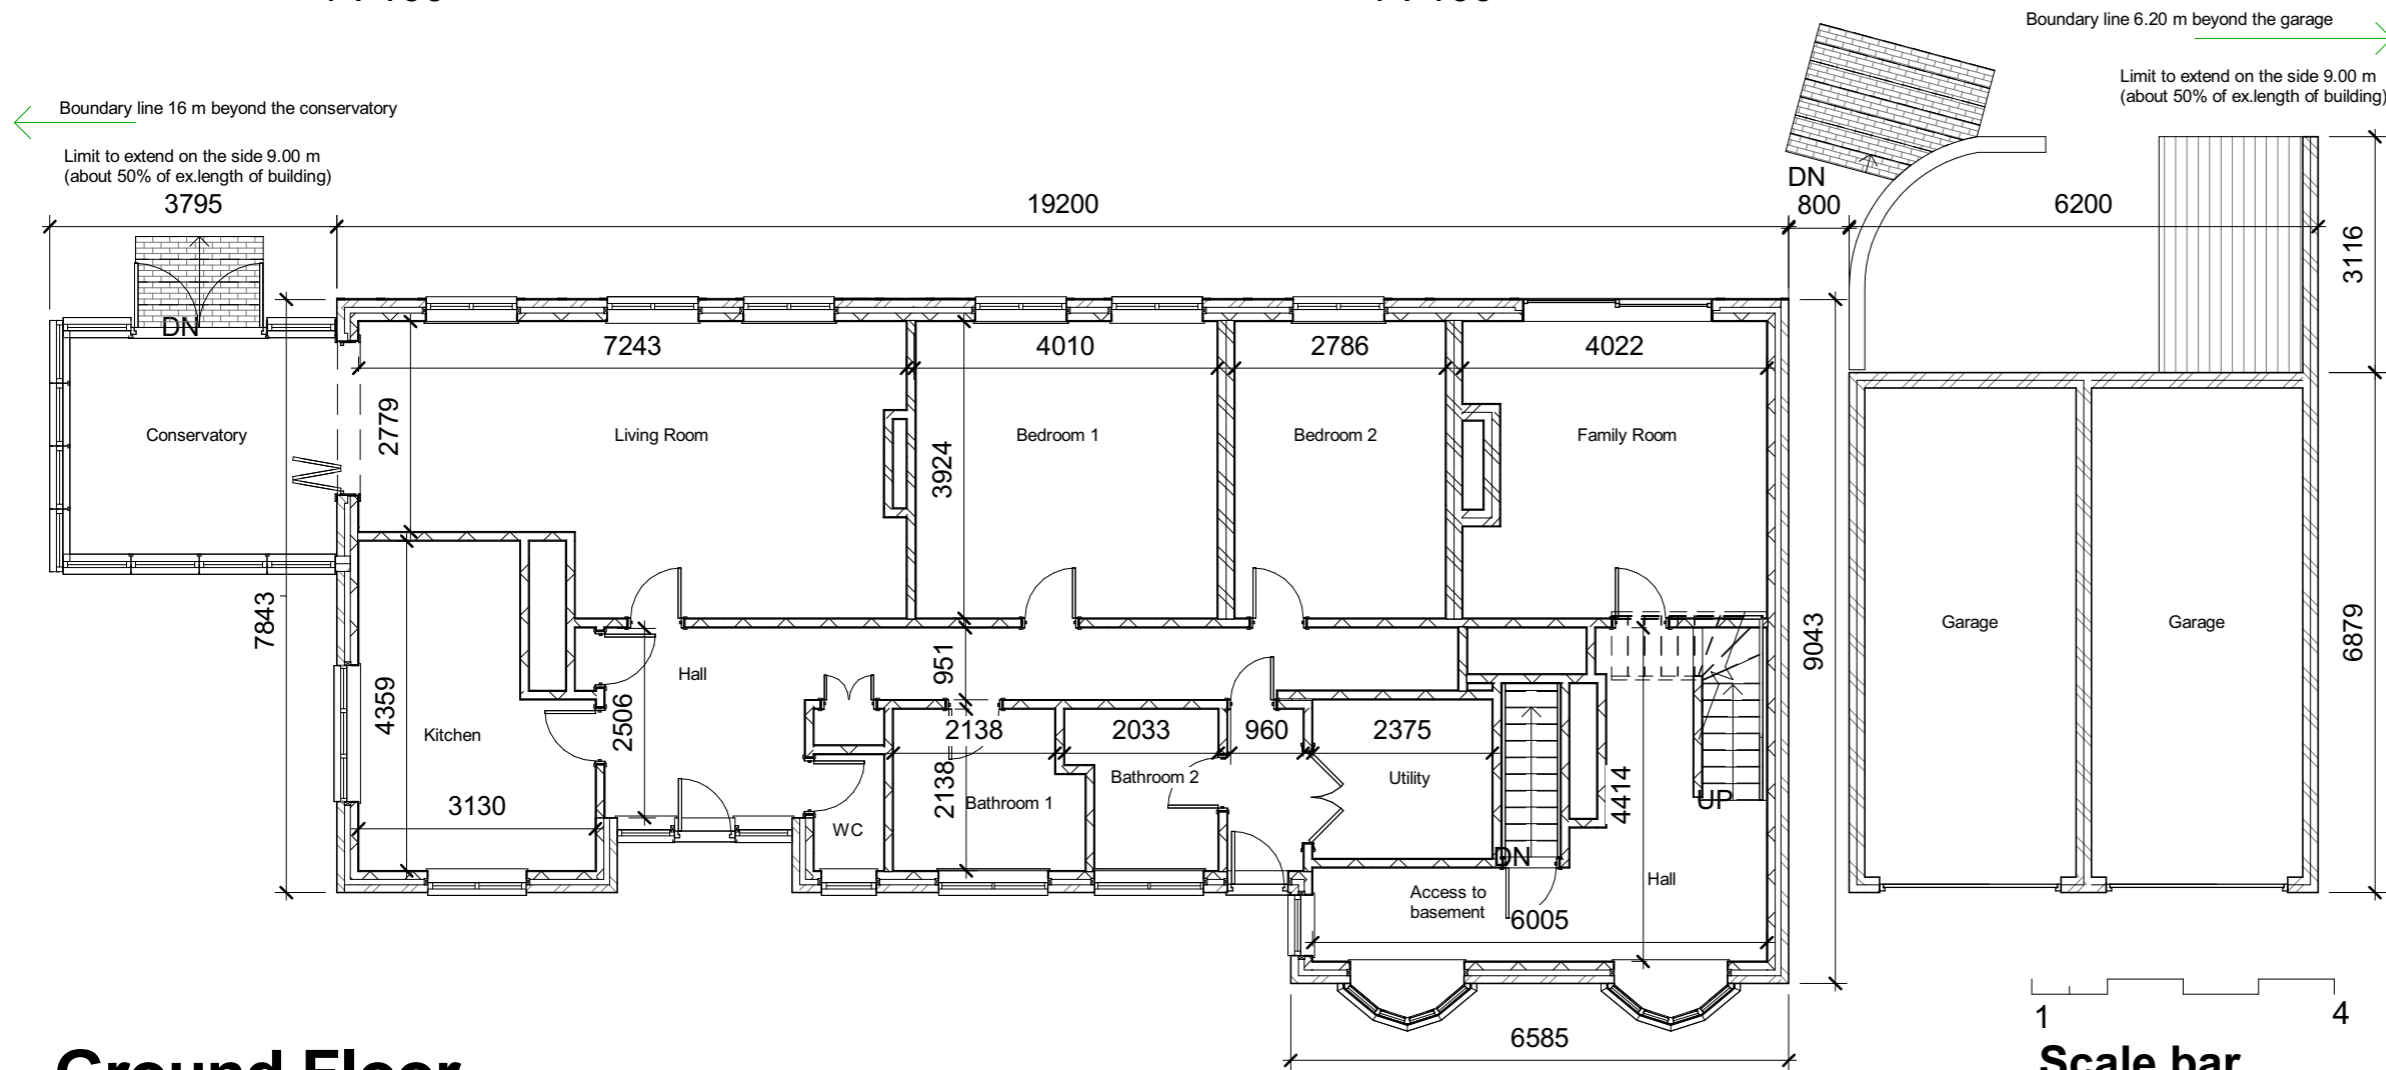 Boundary line 6.20 m beyond the garage
Limit to extend on the side 9.00 m
(about 50% of ex.length of building)
Boundary line 16 m beyond the conservatory
Limit to extend on the side 9.00 m
(about 50% of ex.length of building)
3795
19200
DN
800
6200
3116
DN
7243
4010
2786
4022
2779
3924
Conservatory
Living Room
Bedroom 1
Bedroom 2
Family Room
7843
9043
Garage
Garage
6879
951
Hall
4359
2506
Kitchen
2138
2033
960
2375
Bathroom 2
Utility
2138
Bathroom 1
4414
UP
3130
WC
DN
Access to
basement
Hall
6005
6585
1
4
Ground Floor
Scale bar